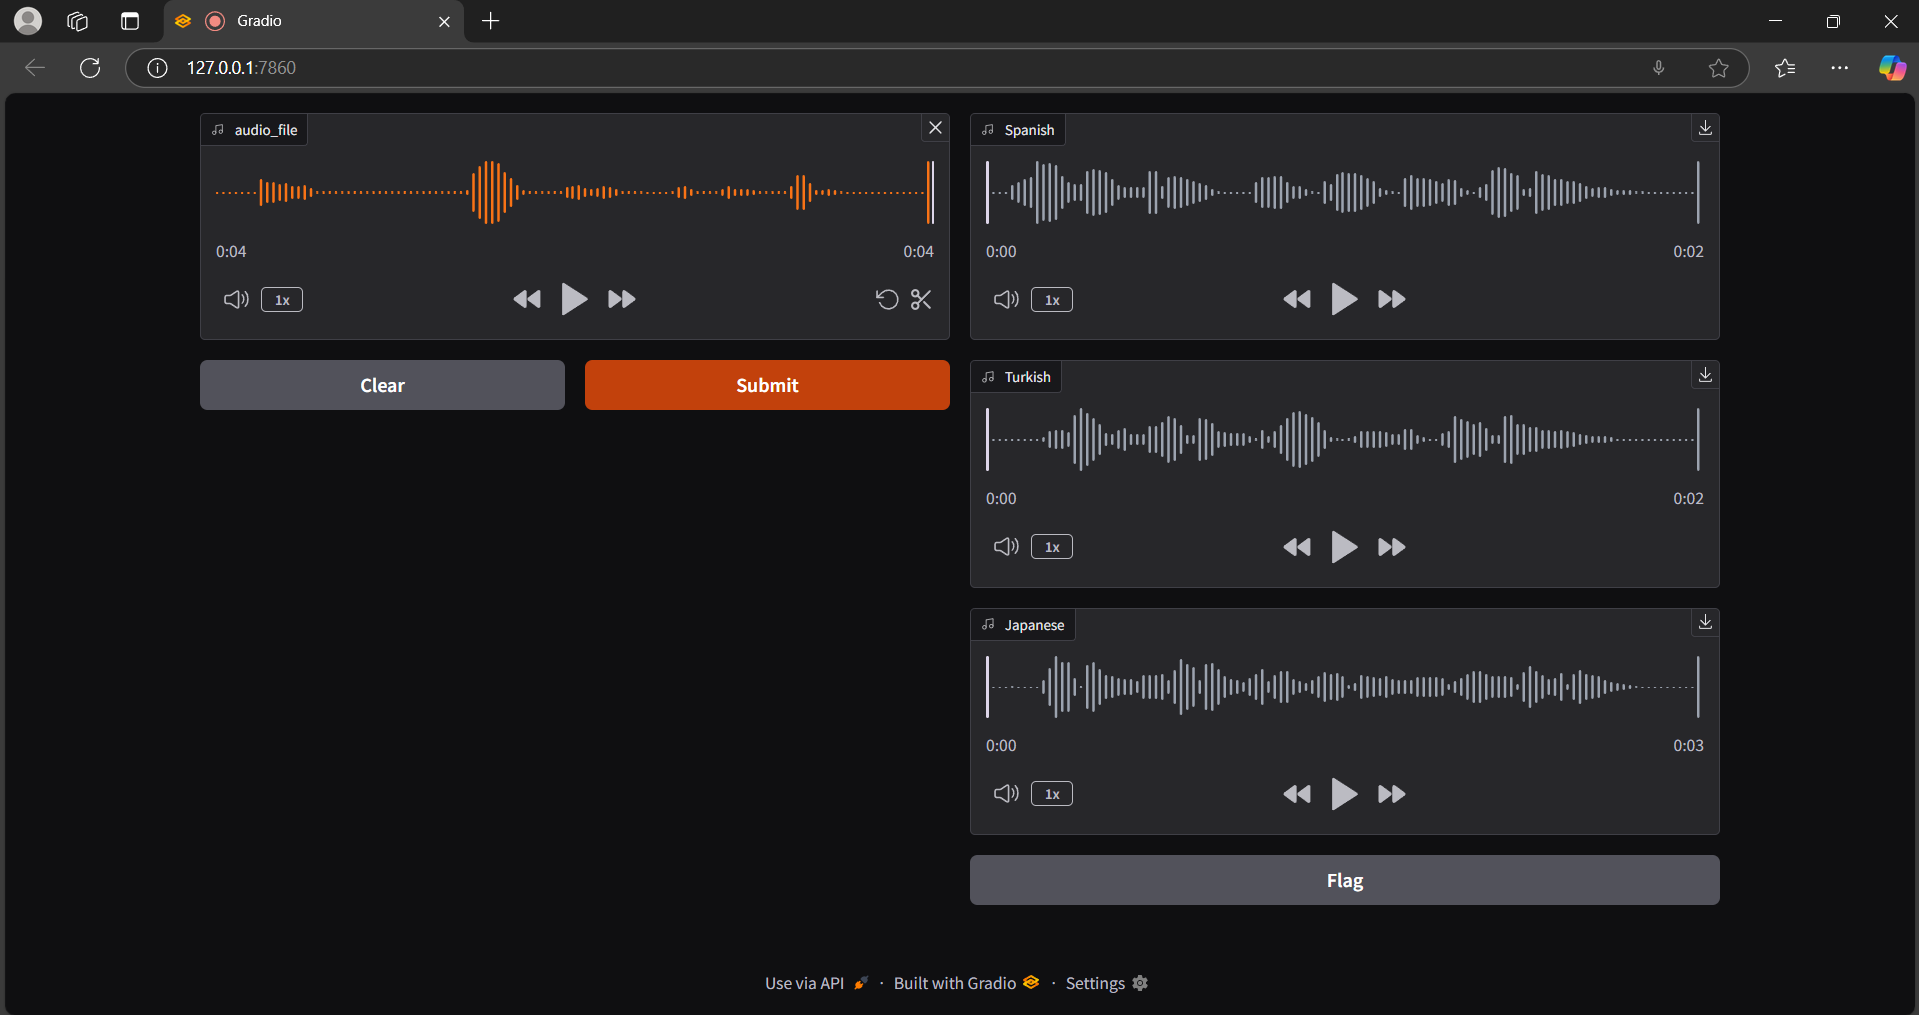 Gradio
127.0.0.1:7860
audio_file
0:04
0:04
1x
Clear
Submit
Spanish
0:00
0:02
1x
Turkish
0:00
0:02
1x
Japanese
0:00
0:03
1x
Flag
Use via API · Built with Gradio · Settings